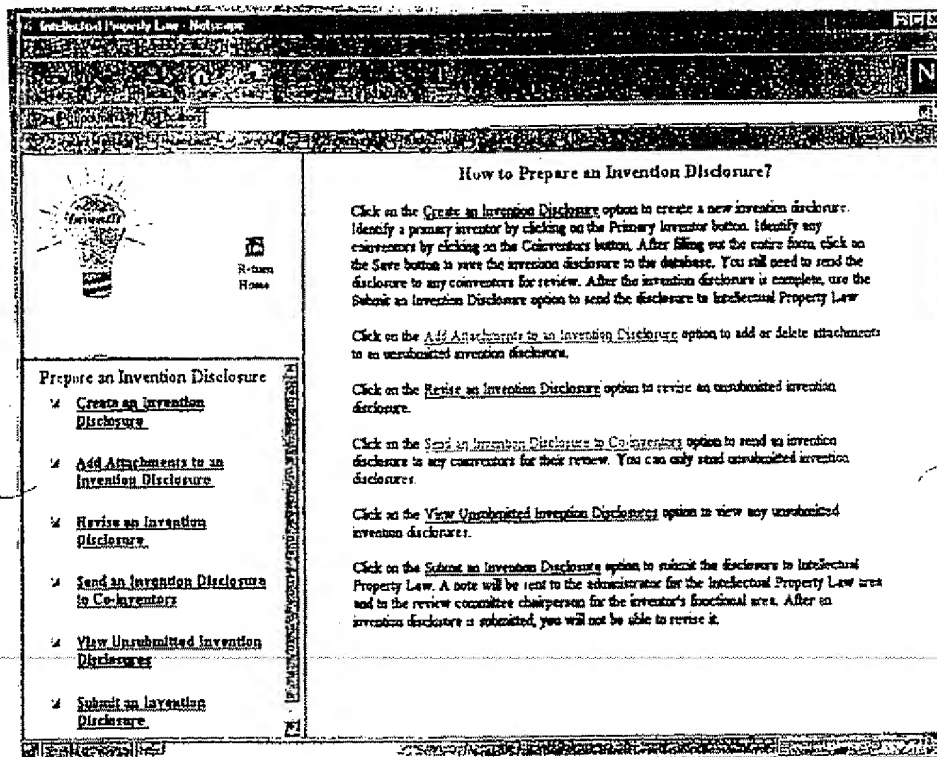 Intellectual Property Law - Netscape
N
Return
Home
Prepare an Invention Disclosure
Create an Invention
Disclosure
Add Attachments to an
Invention Disclosure
Revise an Invention
Disclosure
Send an Invention Disclosure
to Co-Inventors
View Unsubmitted Invention
Disclosures
Submit an Invention
Disclosure
How to Prepare an Invention Disclosure?
Click on the Create an Invention Disclosure option to create a new invention disclosure.
Identify a primary inventor by clicking on the Primary Inventor button. Identify any
coinventors by clicking on the Coinventors button. After filling out the entire form, click on
the Save button to save the invention disclosure to the database. You still need to send the
disclosure to any coinventors for review. After the invention disclosure is complete, use the
Submit an Invention Disclosure option to send the disclosure to Intellectual Property Law
Click on the Add Attachments to an Invention Disclosure option to add or delete attachments
to an unsubmitted invention disclosure.
Click on the Revise an Invention Disclosure option to revise an unsubmitted invention
disclosure.
Click on the Send an Invention Disclosure to Co-Inventors option to send an invention
disclosure to any coinventors for their review. You can only send unsubmitted invention
disclosures.
Click on the View Unsubmitted Invention Disclosures option to view any unsubmitted
invention disclosures.
Click on the Submit an Invention Disclosure option to submit the disclosure to Intellectual
Property Law. A note will be sent to the administrator for the Intellectual Property Law area
and to the review committee chairperson for the inventor's functional area. After an
invention disclosure is submitted, you will not be able to revise it.